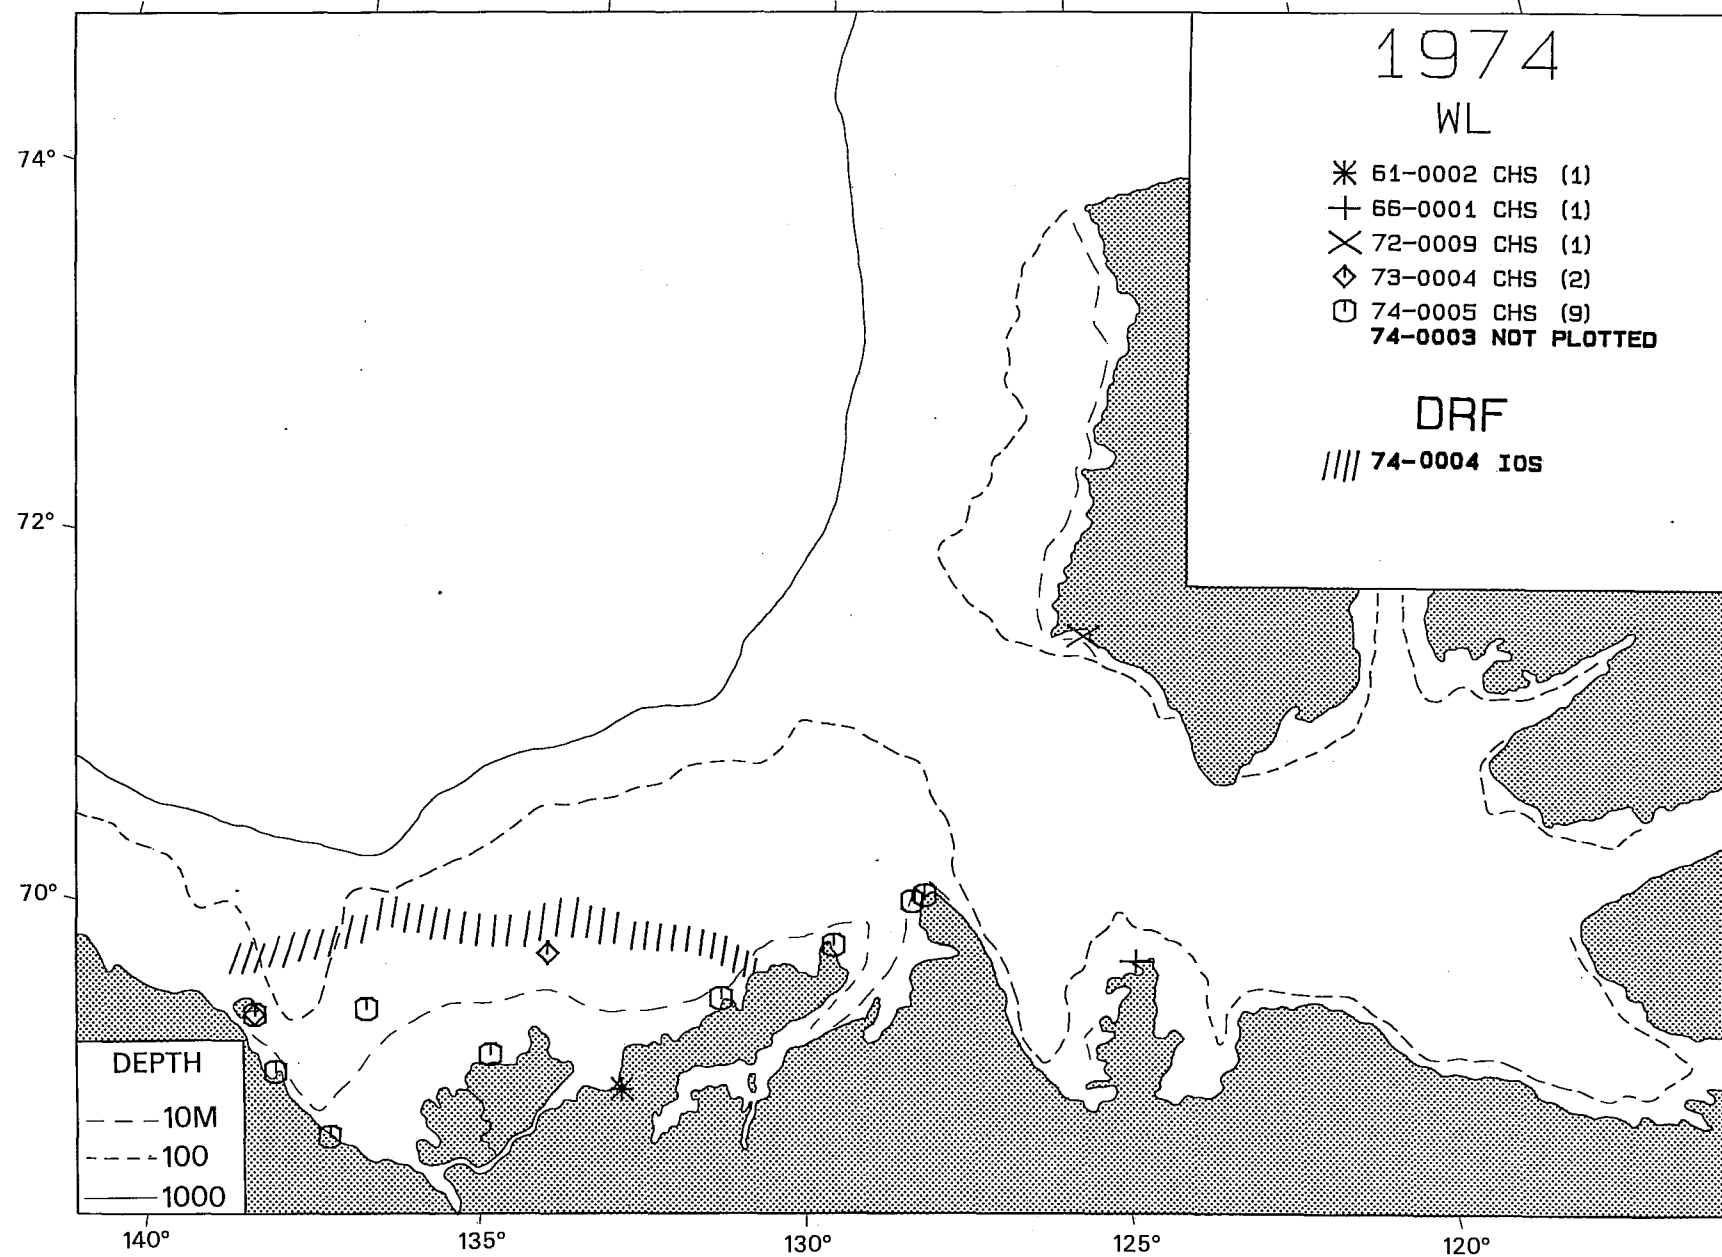 1974
WL
61-0002 CHS (1)
66-0001 CHS (1)
72-0009 CHS (1)
73-0004 CHS (2)
74-0005 CHS (9)
74-0003 NOT PLOTTED
DRF
74-0004 IOS
74°
72°
70°
DEPTH
10M
100
1000
140°
135°
130°
125°
120°